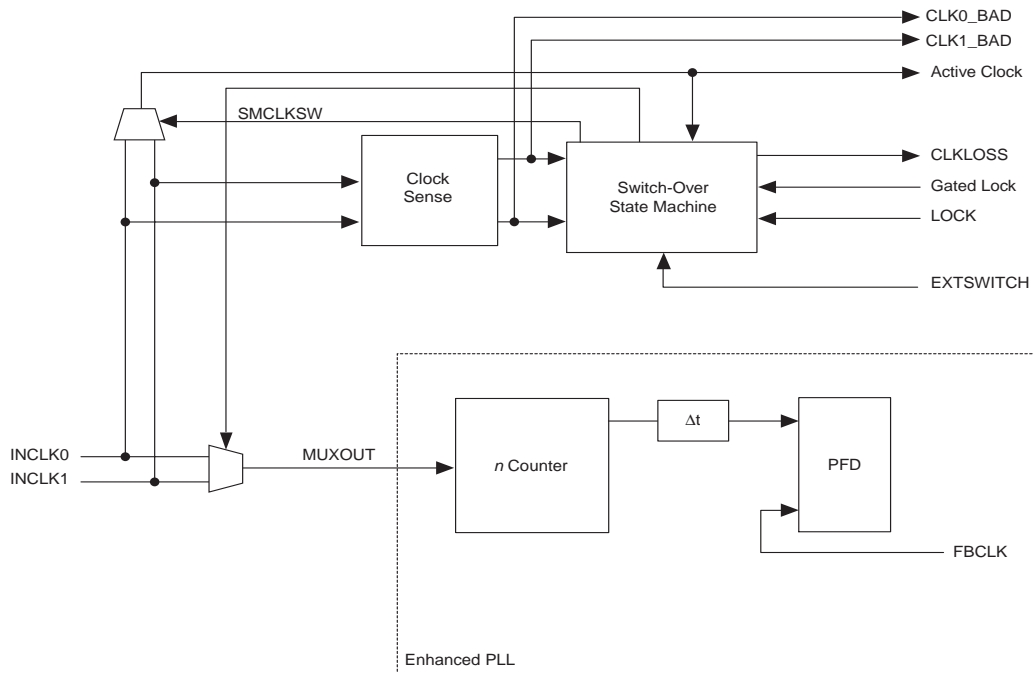 CLK0_BAD
CLK1_BAD
Active Clock
SMCLKSW
Clock
Sense
Switch-Over
State Machine
CLKLOSS
Gated Lock
LOCK
EXTSWITCH
INCLK0
INCLK1
MUXOUT
n Counter
Δt
PFD
FBCLK
Enhanced PLL